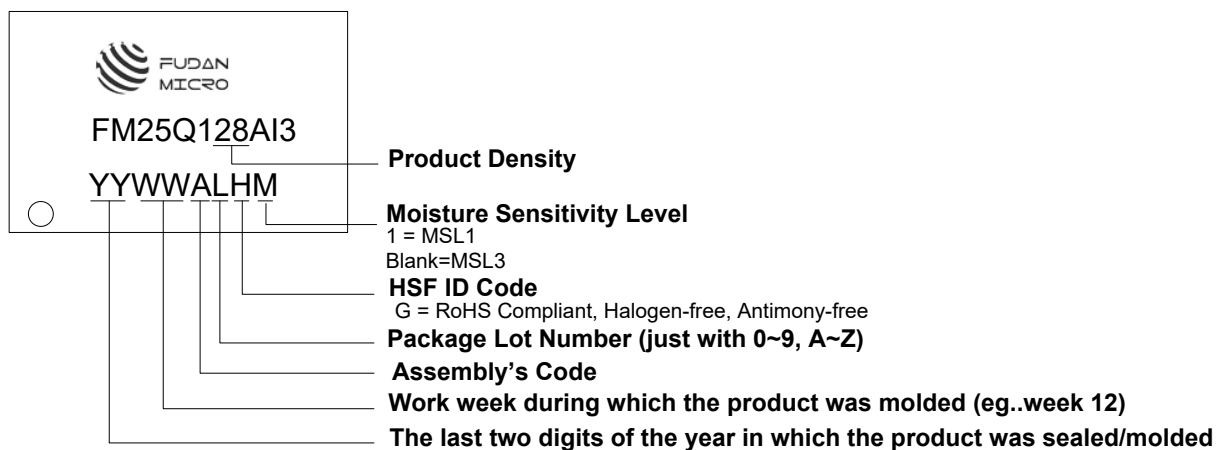 FUDAN
MICRO
FM25Q128AI3
YYWWALHM
Product Density
Moisture Sensitivity Level
1 = MSL1
Blank=MSL3
HSF ID Code
G = RoHS Compliant, Halogen-free, Antimony-free
Package Lot Number (just with 0~9, A~Z)
Assembly's Code
Work week during which the product was molded (eg..week 12)
The last two digits of the year in which the product was sealed/molded